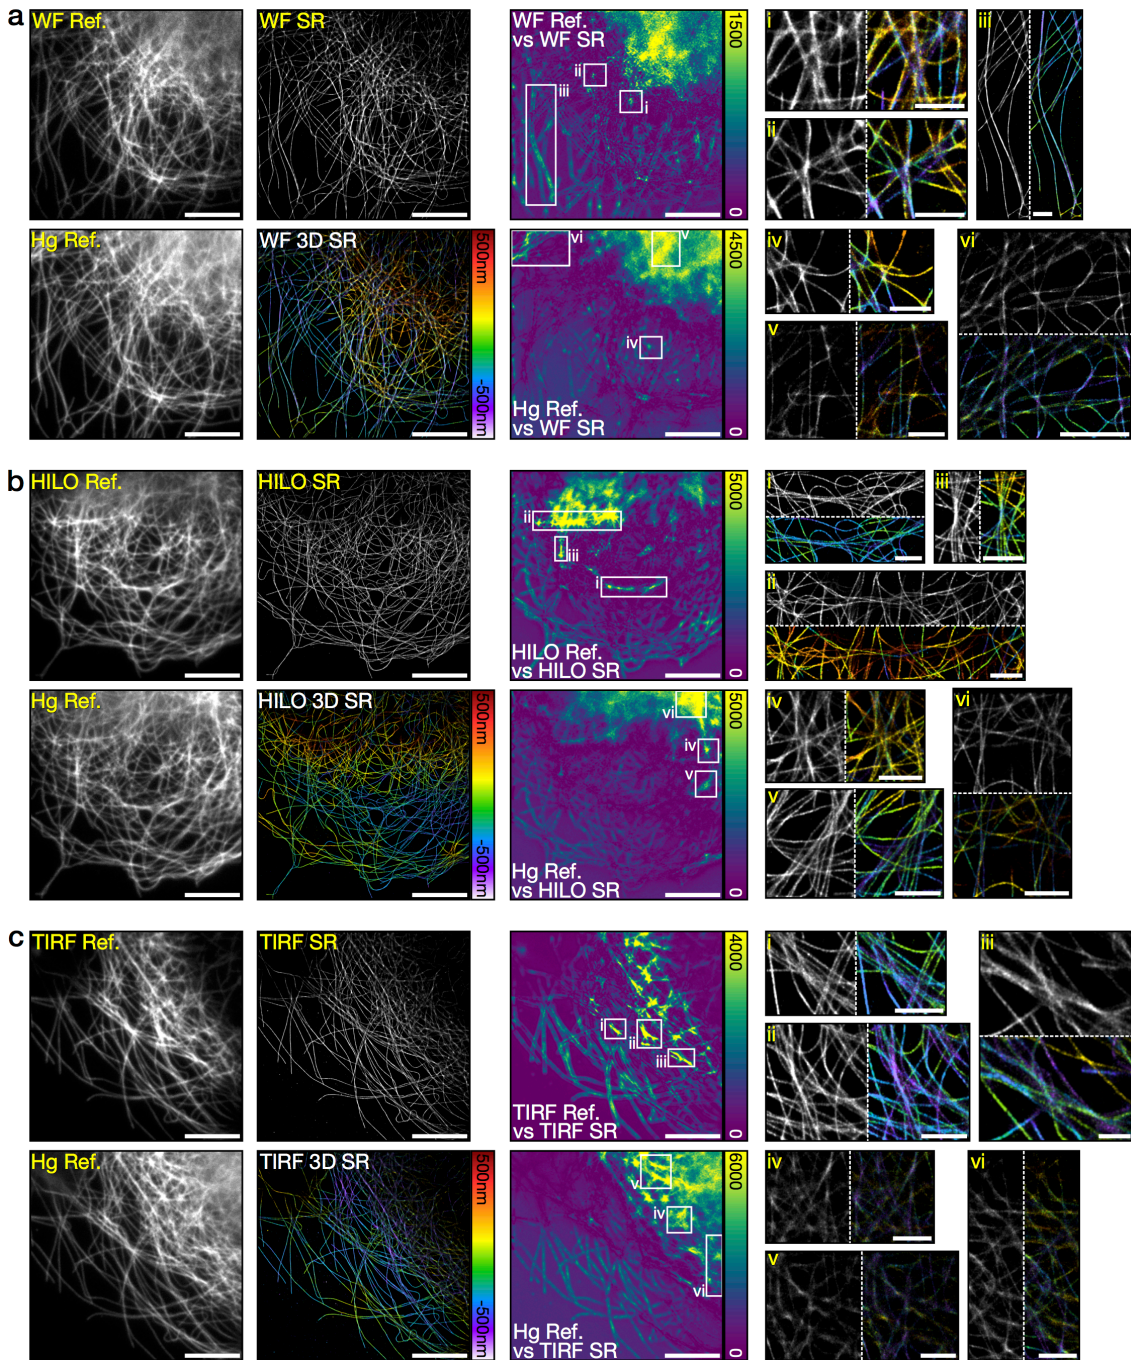 a
WF Ref.
WF SR
WF Ref.
vs WF SR
ii
iii
i
1500
0
i
ii
iii
Hg Ref.
WF 3D SR
500nm
-500nm
vi
v
iv
Hg Ref.
vs WF SR
4500
0
iv
v
vi
b
HILO Ref.
HILO SR
ii
iii
i
HILO Ref.
vs HILO SR
5000
0
i
iii
ii
Hg Ref.
HILO 3D SR
500nm
-500nm
vi
iv
v
Hg Ref.
vs HILO SR
5000
0
iv
v
vi
c
TIRF Ref.
TIRF SR
i
ii
iii
TIRF Ref.
vs TIRF SR
4000
0
i
ii
iii
Hg Ref.
TIRF 3D SR
500nm
-500nm
v
iv
vi
Hg Ref.
vs TIRF SR
6000
0
iv
v
vi